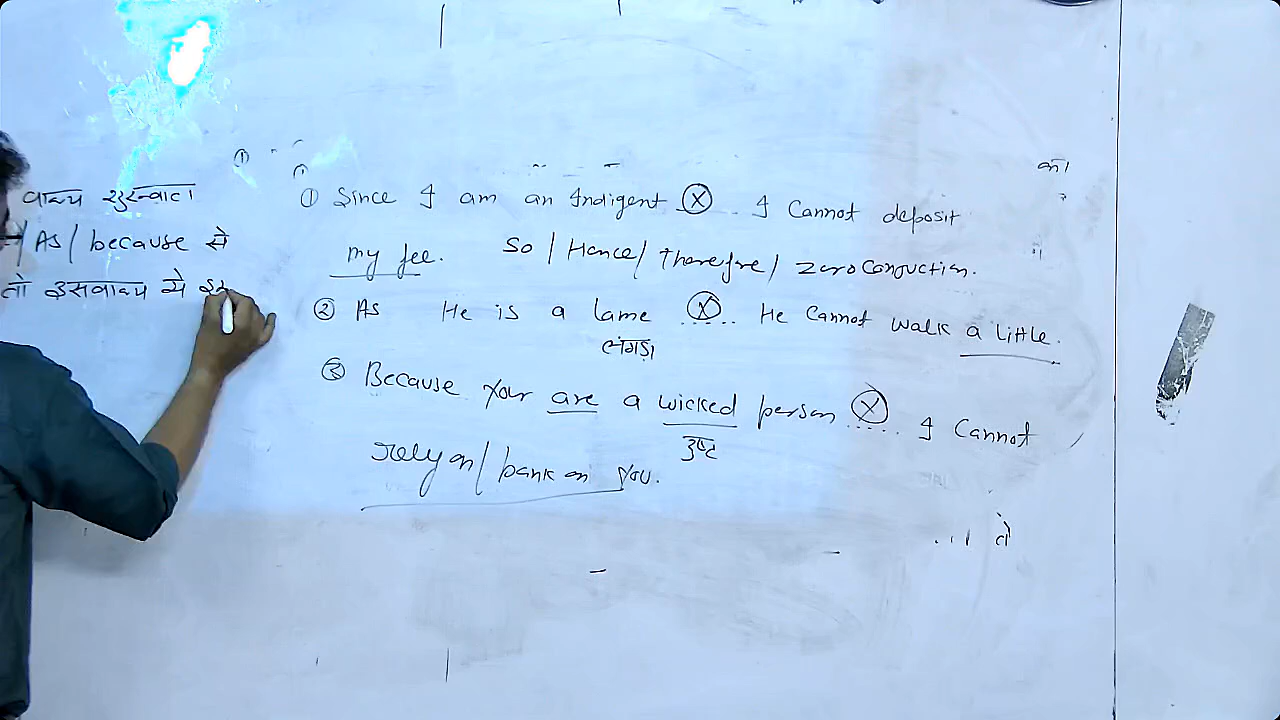 वाक्य शुरुवात
As / because से
तो इसवाक्य मे
① Since I am an Indigent ⓧ .. I Cannot deposit
my fee. So / Hence / Therefore / Zero Conjuction.
② As He is a lame ..ⓧ.. He Cannot walk a little.
लंगड़ा
③ Because your are a wicked person ⓧ .... I Cannot
दुष्ट
rely on / bank on you.